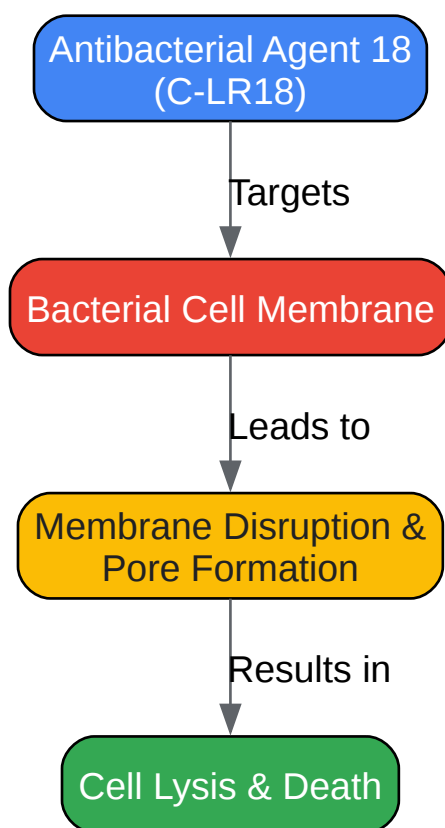 Antibacterial Agent 18
(C-LR18)
Targets
Bacterial Cell Membrane
Leads to
Membrane Disruption &
Pore Formation
Results in
Cell Lysis & Death